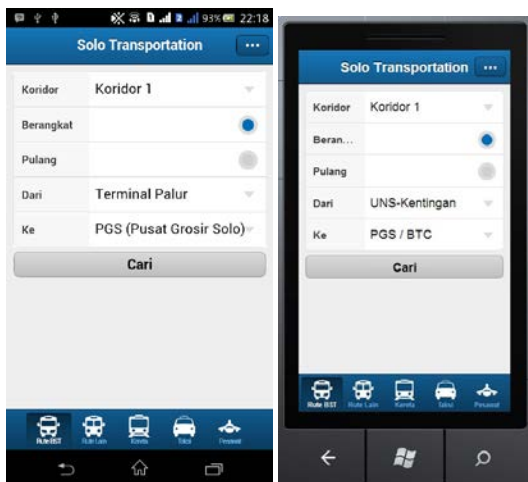 93% 22:18
Solo Transportation
Koridor Koridor 1
Berangkat
Pulang
Dari Terminal Palur
Ke PGS (Pusat Grosir Solo)
Cari
Rute BST Rute Lain Kereta Taksi Pesawat
Solo Transportation
Koridor Koridor 1
Beran...
Pulang
Dari UNS-Kentingan
Ke PGS / BTC
Cari
Rute BST Rute Lain Kereta Taksi Pesawat